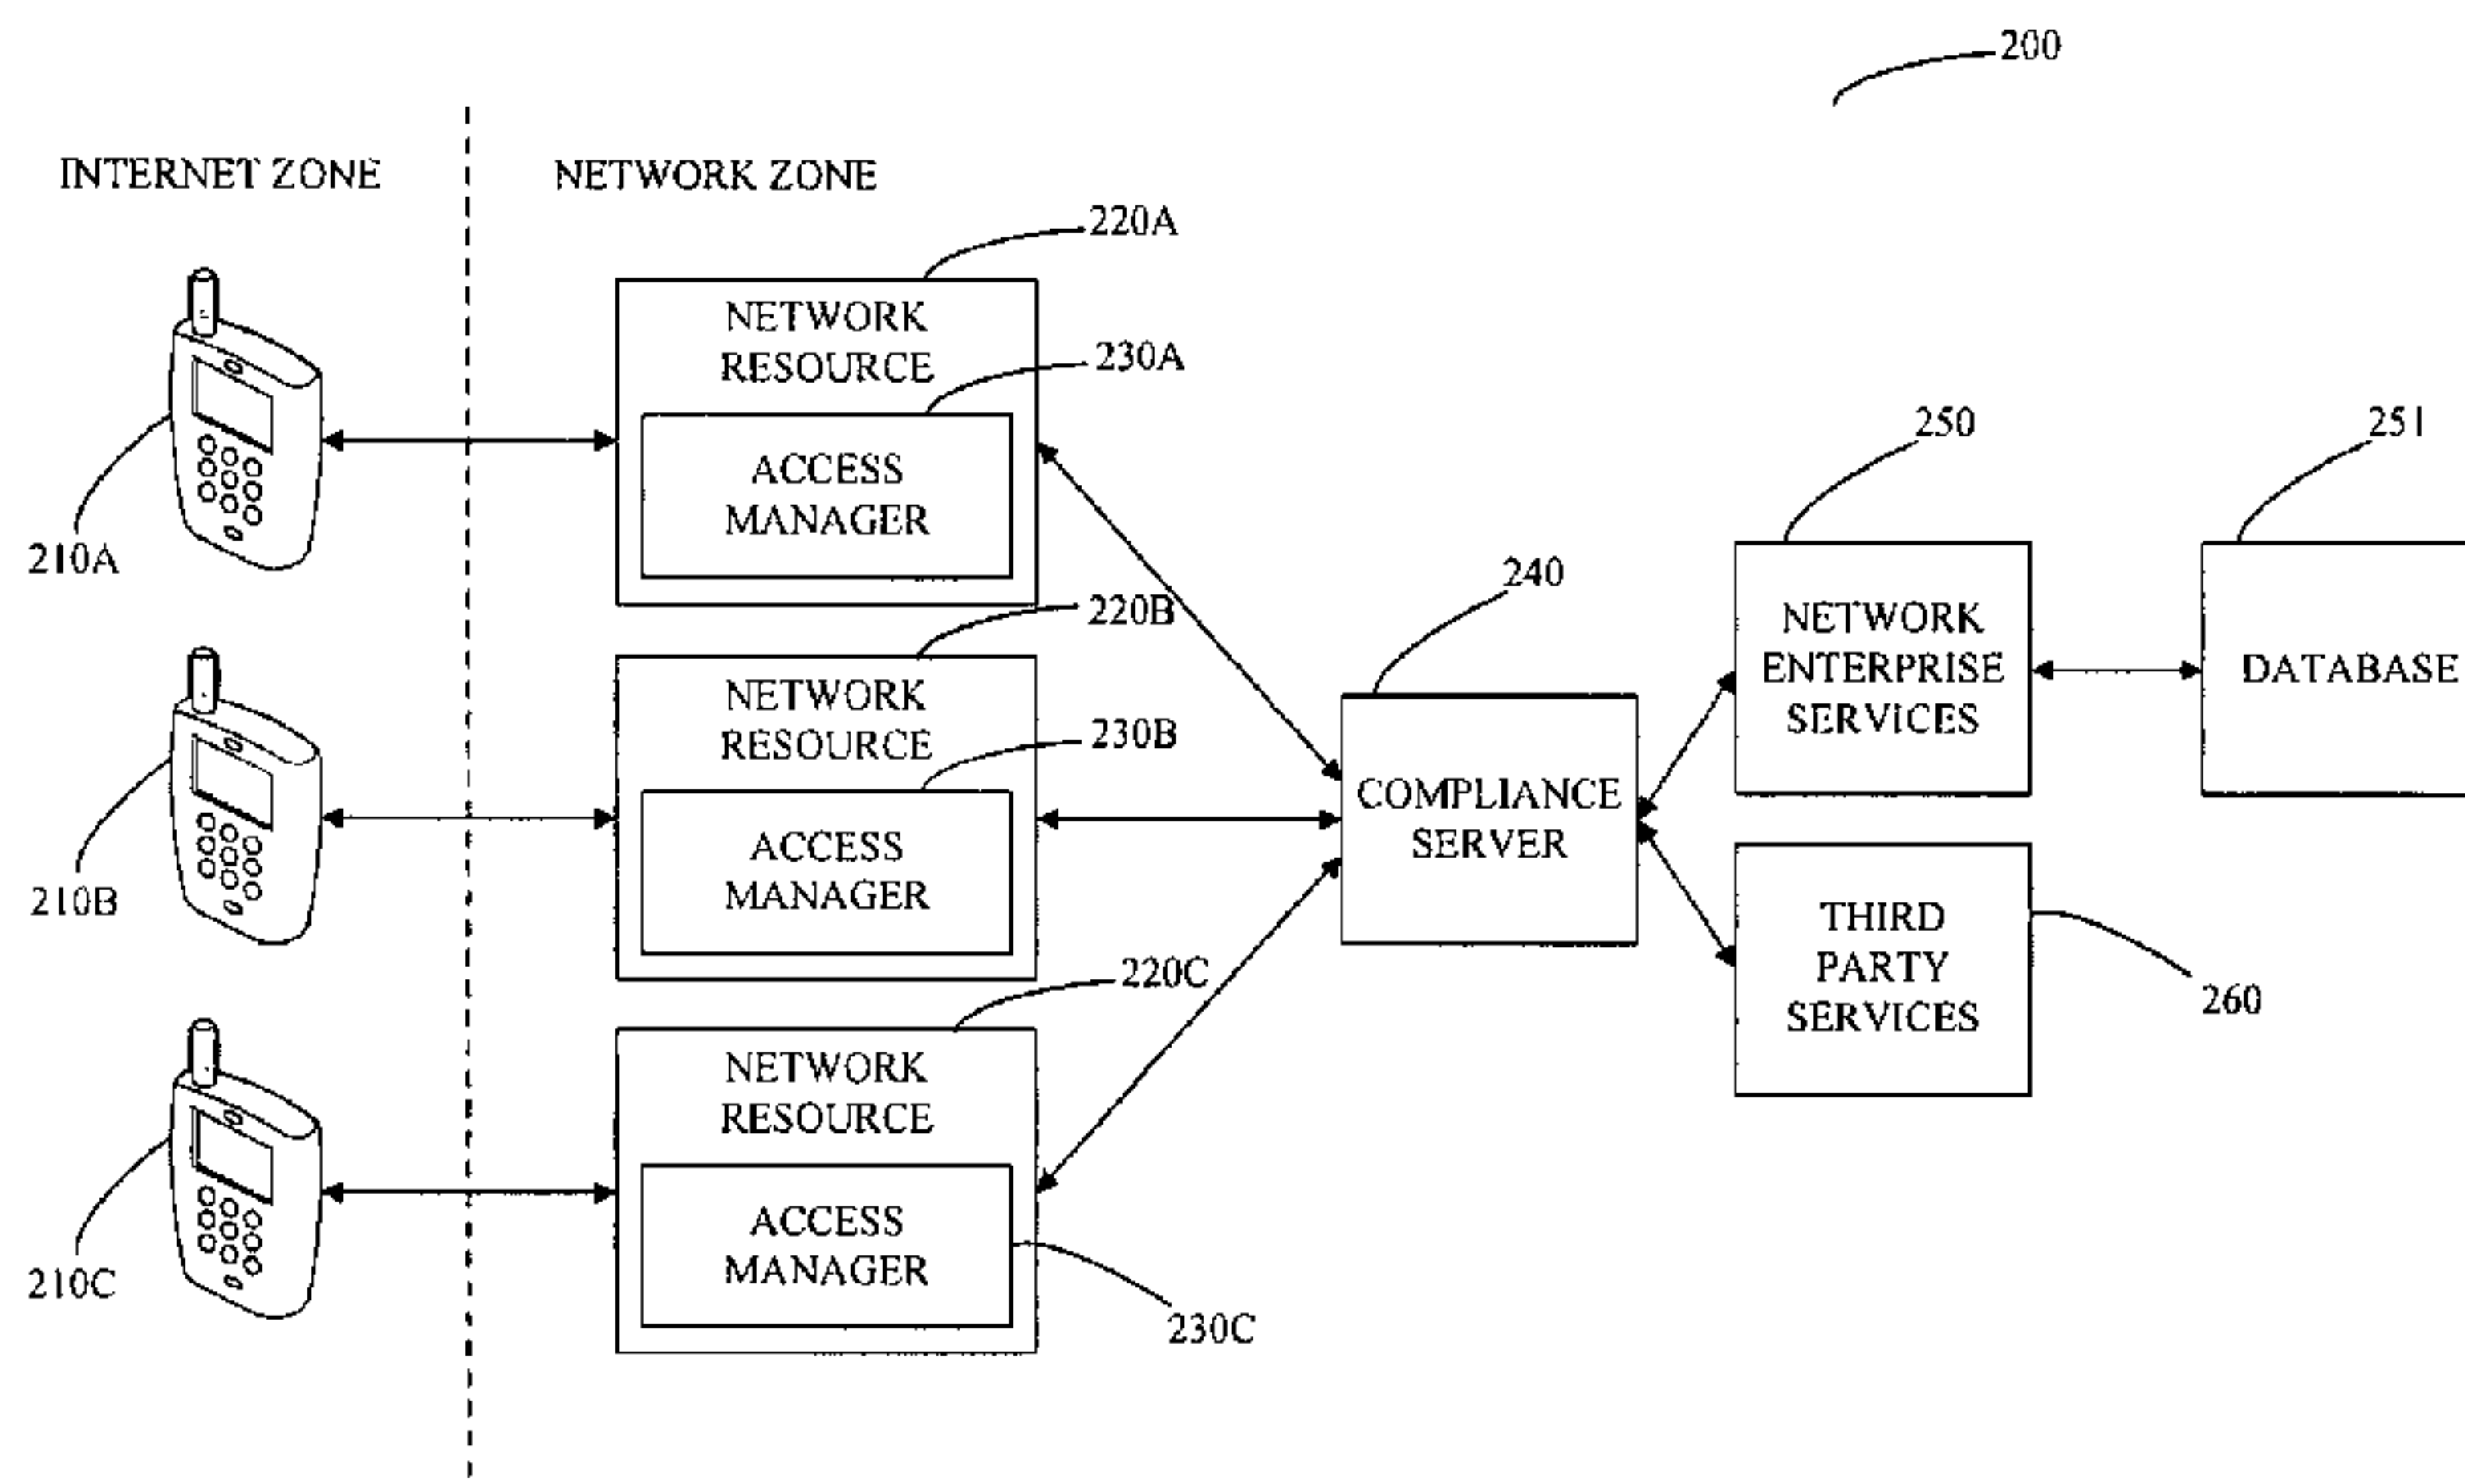 200
INTERNET ZONE
NETWORK ZONE
220A
NETWORK
RESOURCE
230A
ACCESS
MANAGER
210A
220B
NETWORK
RESOURCE
230B
ACCESS
MANAGER
210B
220C
NETWORK
RESOURCE
ACCESS
MANAGER
230C
210C
240
COMPLIANCE
SERVER
250
NETWORK
ENTERPRISE
SERVICES
251
DATABASE
THIRD
PARTY
SERVICES
260